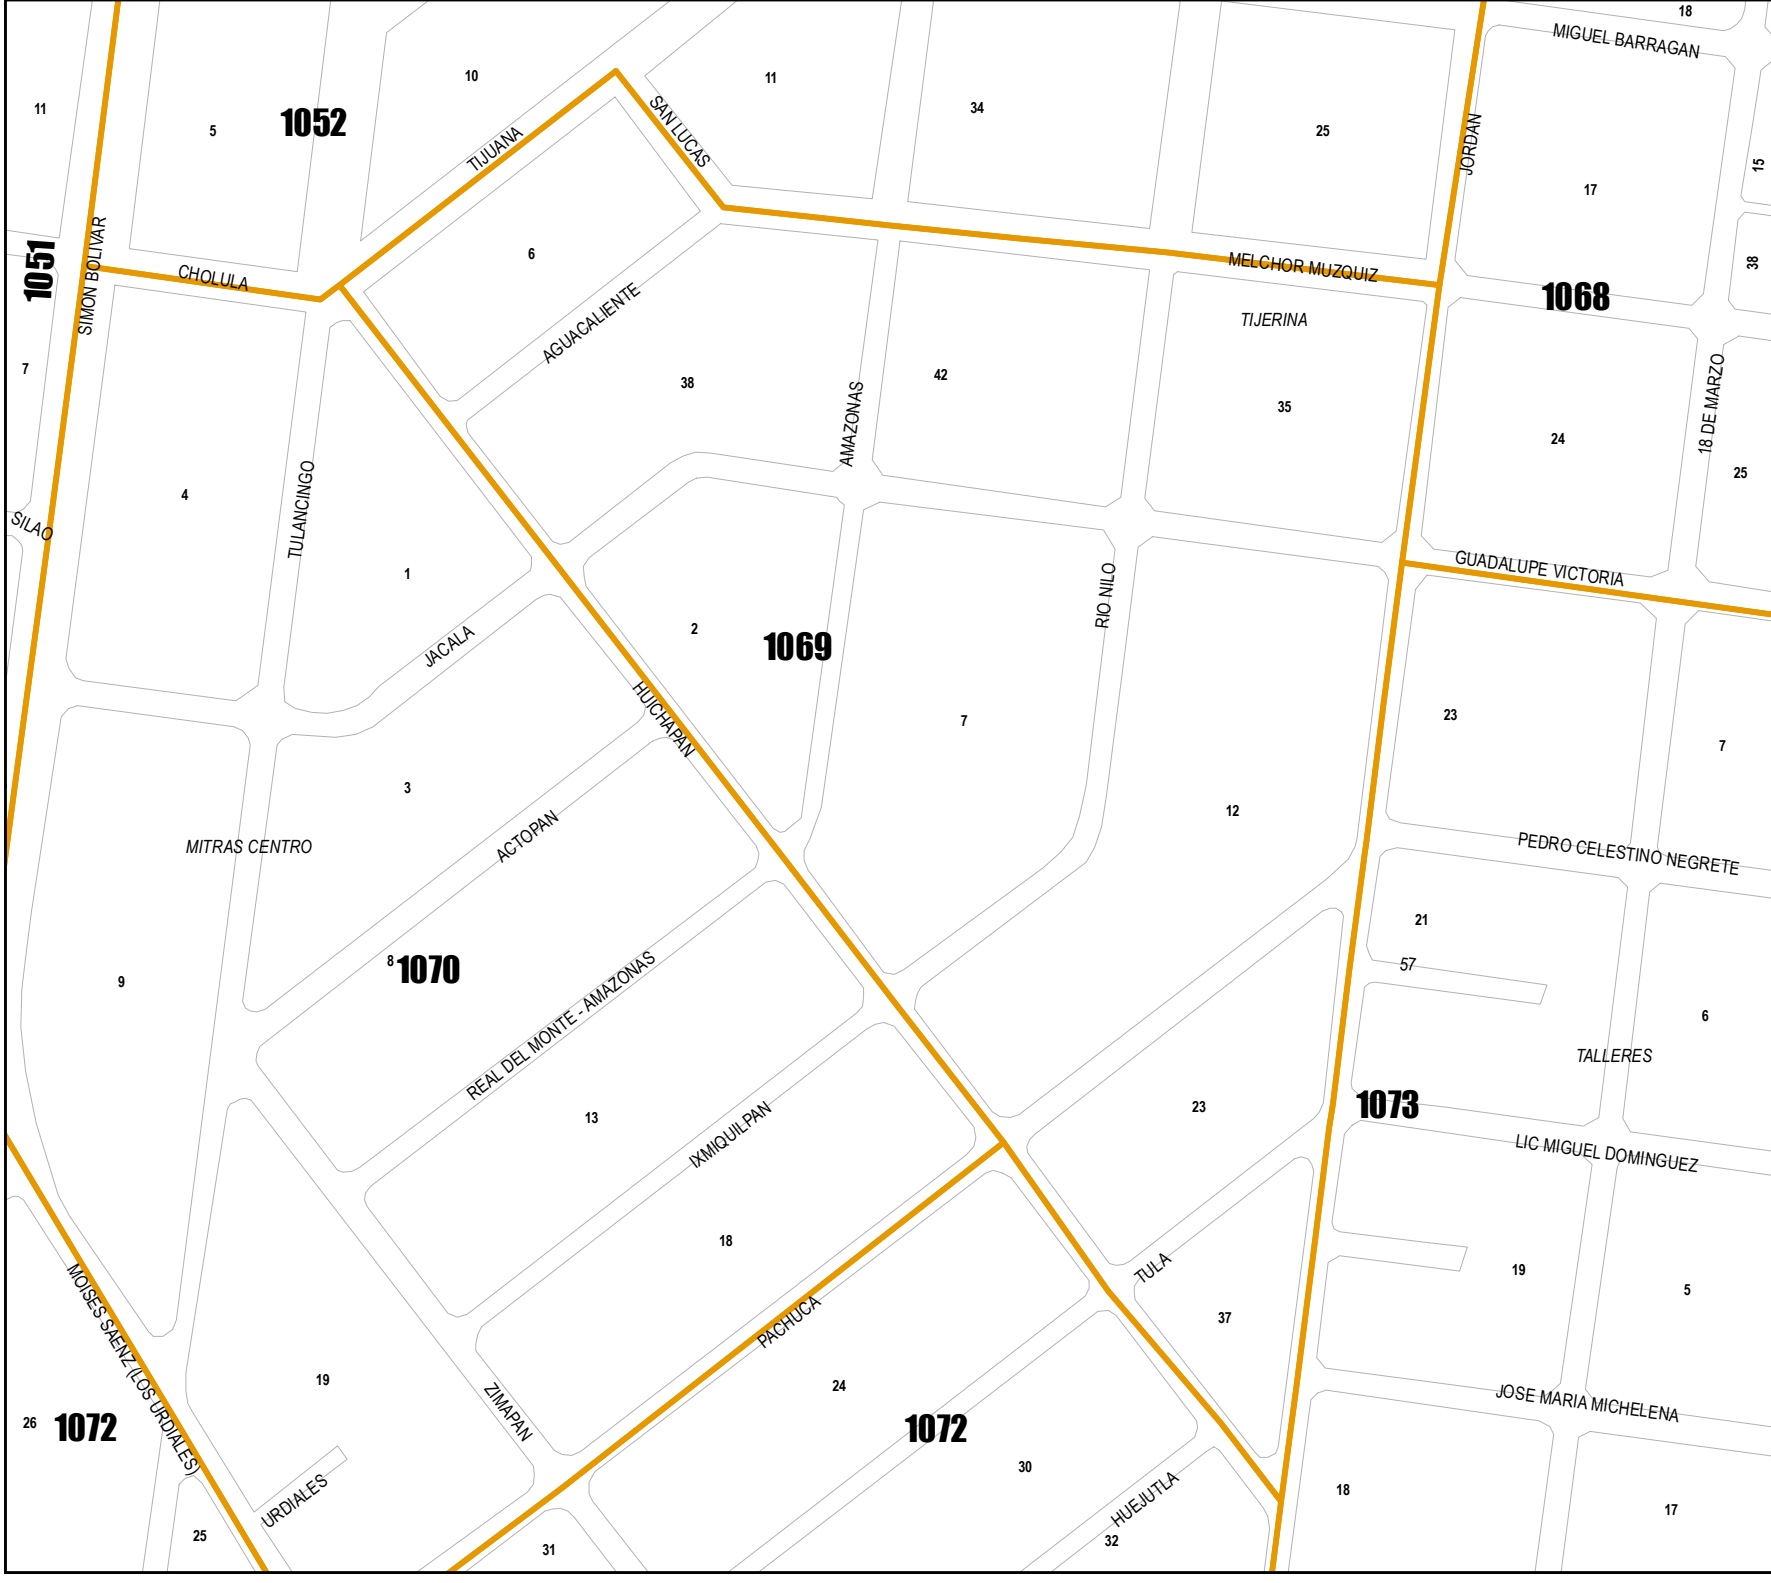 18
MIGUEL BARRAGAN
10
11
11
34
5
1052
25
TIJUANA
SAN LUCAS
JORDAN
15
17
6
38
1051
SIMON BOLIVAR
CHOLULA
MELCHOR MUZQUIZ
1068
AGUACALIENTE
TIJERINA
7
38
42
35
AMAZONAS
18 DE MARZO
24
25
4
TULANCINGO
SILAO
1
GUADALUPE VICTORIA
RIO NILO
2
1069
JACALA
HUICHAPAN
7
23
7
3
12
ACTOPAN
MITRAS CENTRO
PEDRO CELESTINO NEGRETE
21
57
8
1070
9
REAL DEL MONTE - AMAZONAS
6
TALLERES
13
IXMIQUILPAN
23
1073
LIC MIGUEL DOMINGUEZ
18
TULA
19
5
MOISES SAENZ (LOS URDIALES)
PACHUCA
37
19
ZIMAPAN
24
JOSE MARIA MICHELENA
26
1072
1072
30
URDIALES
HUEJUTLA
18
17
25
31
32